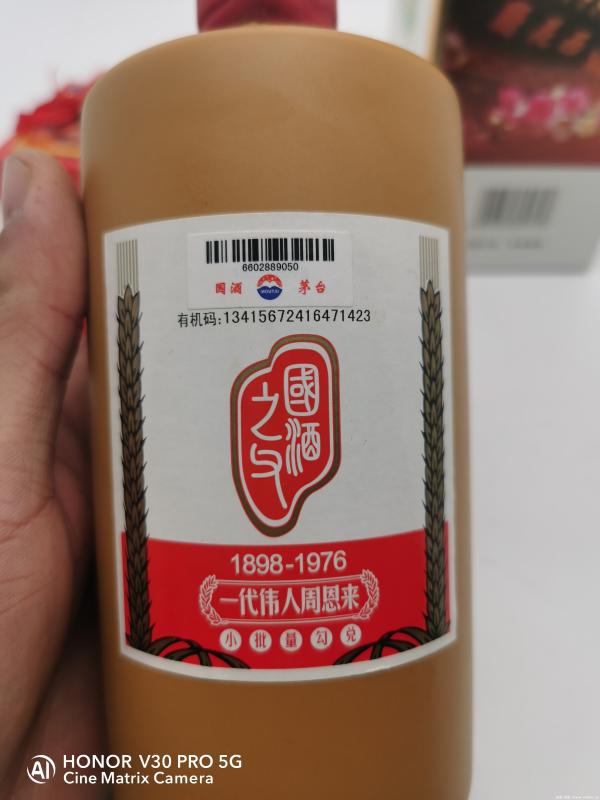 6602889050
国酒 MOUTAI 茅台
有机码:13415672416471423
國酒
之父
1898-1976
一代伟人周恩来
小批量勾兑
HONOR V30 PRO 5G
Cine Matrix Camera